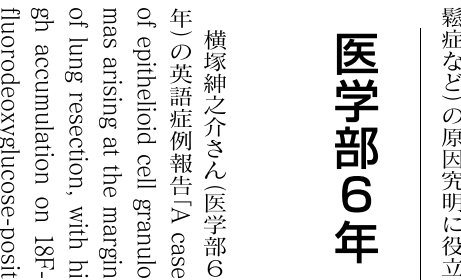 鬆症など)の原因究明に役立
医学部6年
横塚紳之介さん(医学部6
年)の英語症例報告「A case
of epithelioid cell granulo
mas arising at the margin
of lung resection, with hi
gh accumulation on 18F-
fluorodeoxyglucose-posit